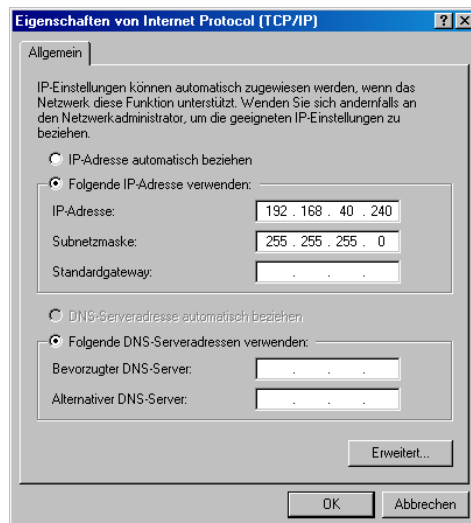 Eigenschaften von Internet Protocol (TCP/IP)
Allgemein
IP-Einstellungen können automatisch zugewiesen werden, wenn das
Netzwerk diese Funktion unterstützt. Wenden Sie sich andernfalls an
den Netzwerkadministrator, um die geeigneten IP-Einstellungen zu
beziehen.
IP-Adresse automatisch beziehen
Folgende IP-Adresse verwenden:
IP-Adresse: 192 . 168 . 40 . 240
Subnetzmaske: 255 . 255 . 255 . 0
Standardgateway: . . .
DNS-Serveradresse automatisch beziehen
Folgende DNS-Serveradressen verwenden:
Bevorzugter DNS-Server: . . .
Alternativer DNS-Server: . . .
Erweitert...
OK Abbrechen